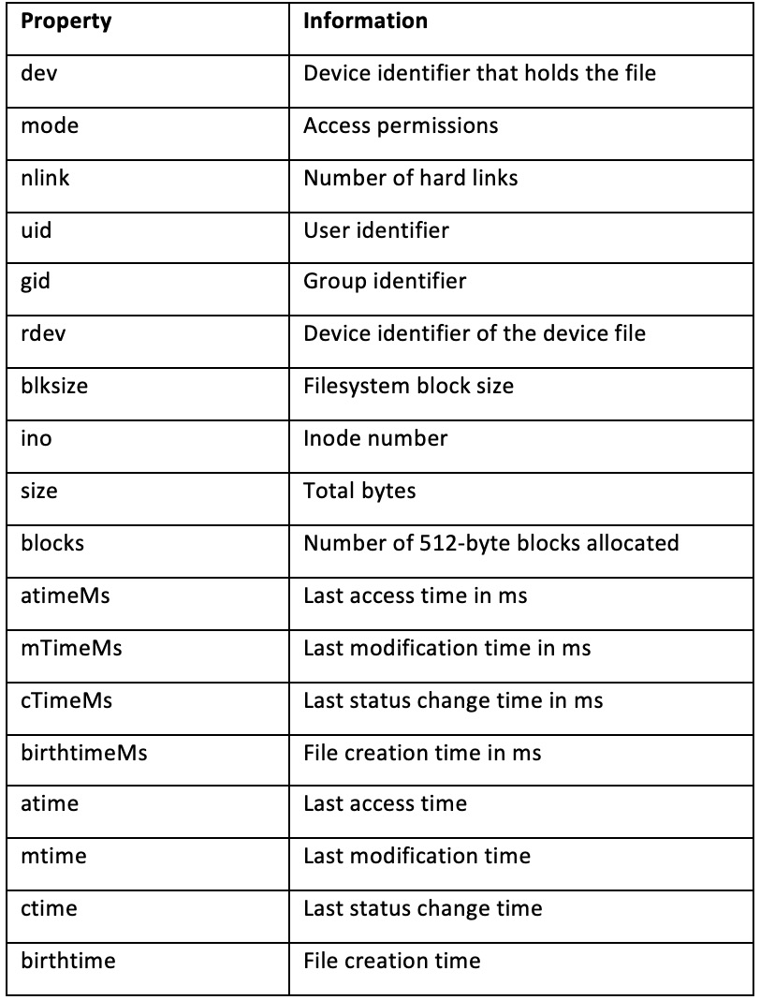 Property Information
dev Device identifier that holds the file
mode Access permissions
nlink Number of hard links
uid User identifier
gid Group identifier
rdev Device identifier of the device file
blksize Filesystem block size
ino Inode number
size Total bytes
blocks Number of 512-byte blocks allocated
atimeMs Last access time in ms
mTimeMs Last modification time in ms
cTimeMs Last status change time in ms
birthtimeMs File creation time in ms
atime Last access time
mtime Last modification time
ctime Last status change time
birthtime File creation time